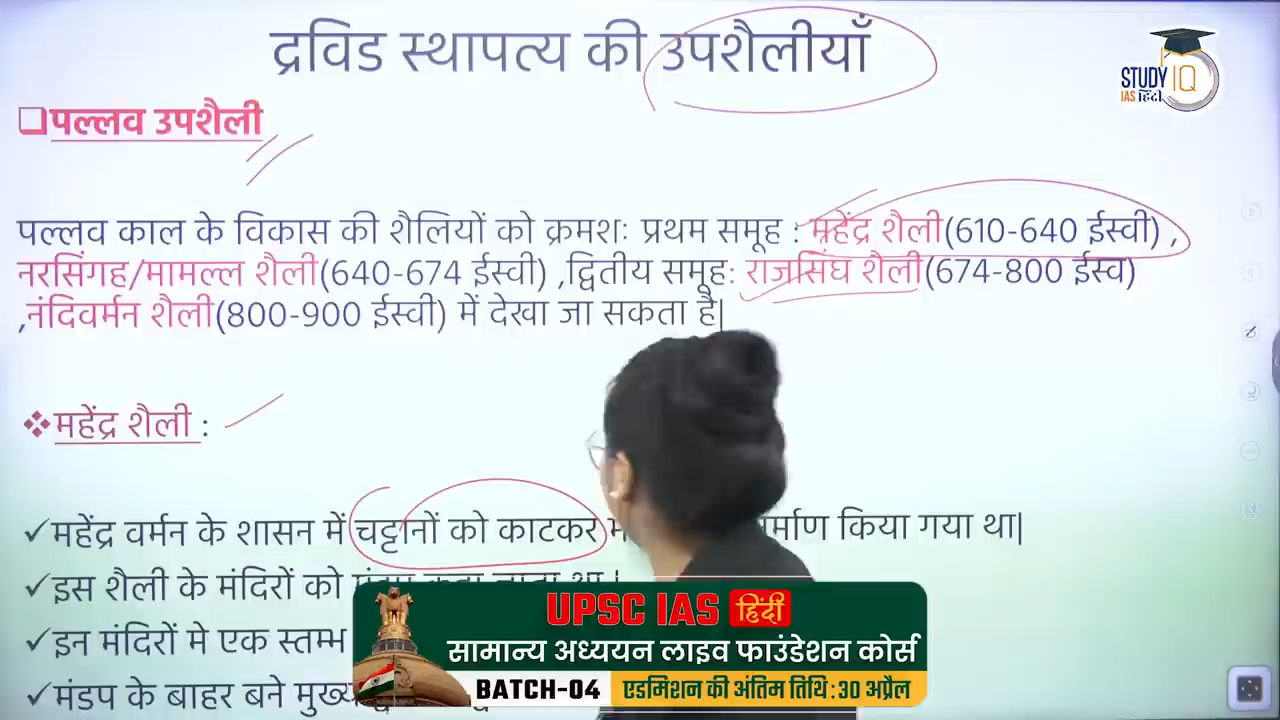 द्रविड स्थापत्य की उपशैलीयाँ
STUDY IQ
IAS हिंदी
पल्लव उपशैली
पल्लव काल के विकास की शैलियों को क्रमशः प्रथम समूह : महेंद्र शैली(610-640 ईस्वी) ,
नरसिंगह/मामल्ल शैली(640-674 ईस्वी) ,द्वितीय समूहः राजसिंघ शैली(674-800 ईस्व)
,नंदिवर्मन शैली(800-900 ईस्वी) में देखा जा सकता है|
महेंद्र शैली :
महेंद्र वर्मन के शासन में चट्टानों को काटकर किया गया था|
इस शैली के मंदिरों को
इन मंदिरों मे एक स्तम्भ
मंडप के बाहर बने
UPSC IAS हिंदी
सामान्य अध्ययन लाइव फाउंडेशन कोर्स
BATCH-04 एडमिशन की अंतिम तिथि : 30 अप्रैल